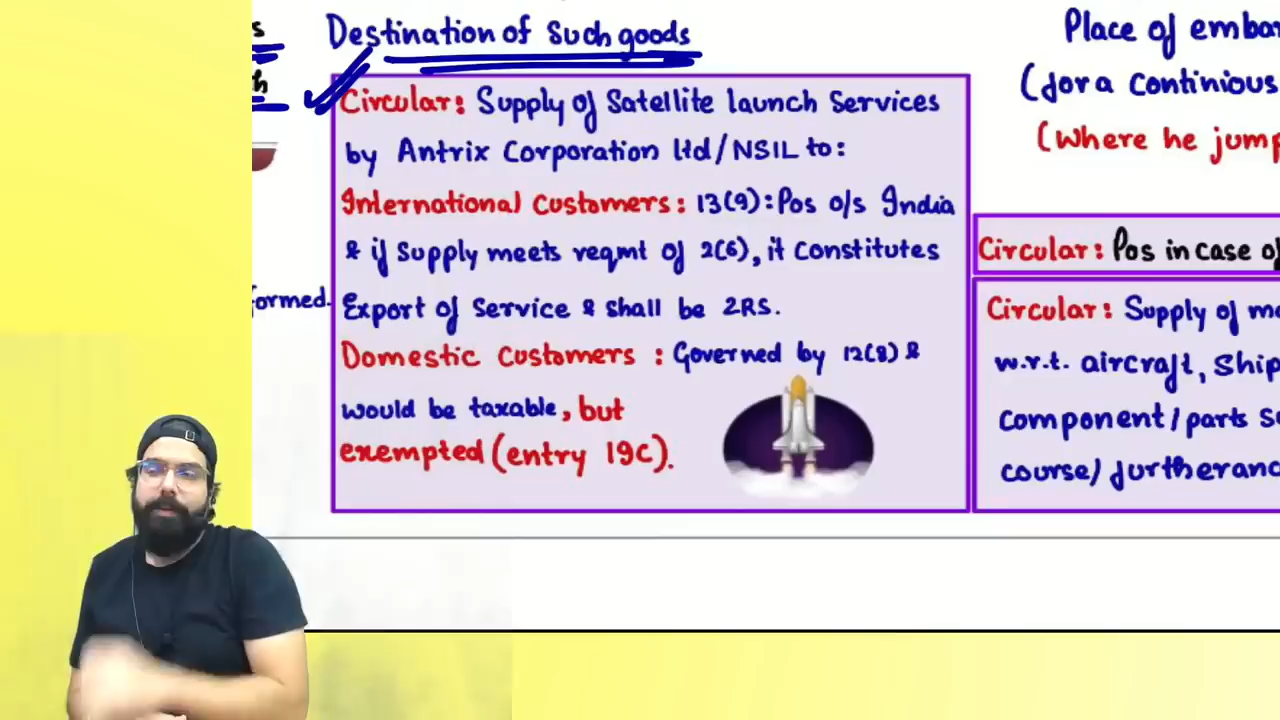 s
Destination of such goods
Place of embar
h
(for a continious
(where he jump
Circular: Supply of Satellite launch Services
by Antrix Corporation Ltd/NSIL to:
International Customers: 13(9): Pos o/s India
& if supply meets reqmt of 2(6), it constitutes
Export of Service & shall be ZRS.
Domestic Customers : Governed by 12(8) &
would be taxable, but
exempted (entry 19C).
formed.
Circular: Pos in case of
Circular: Supply of ma
w.r.t. aircraft, Ship
component/parts s
course/furtheranc